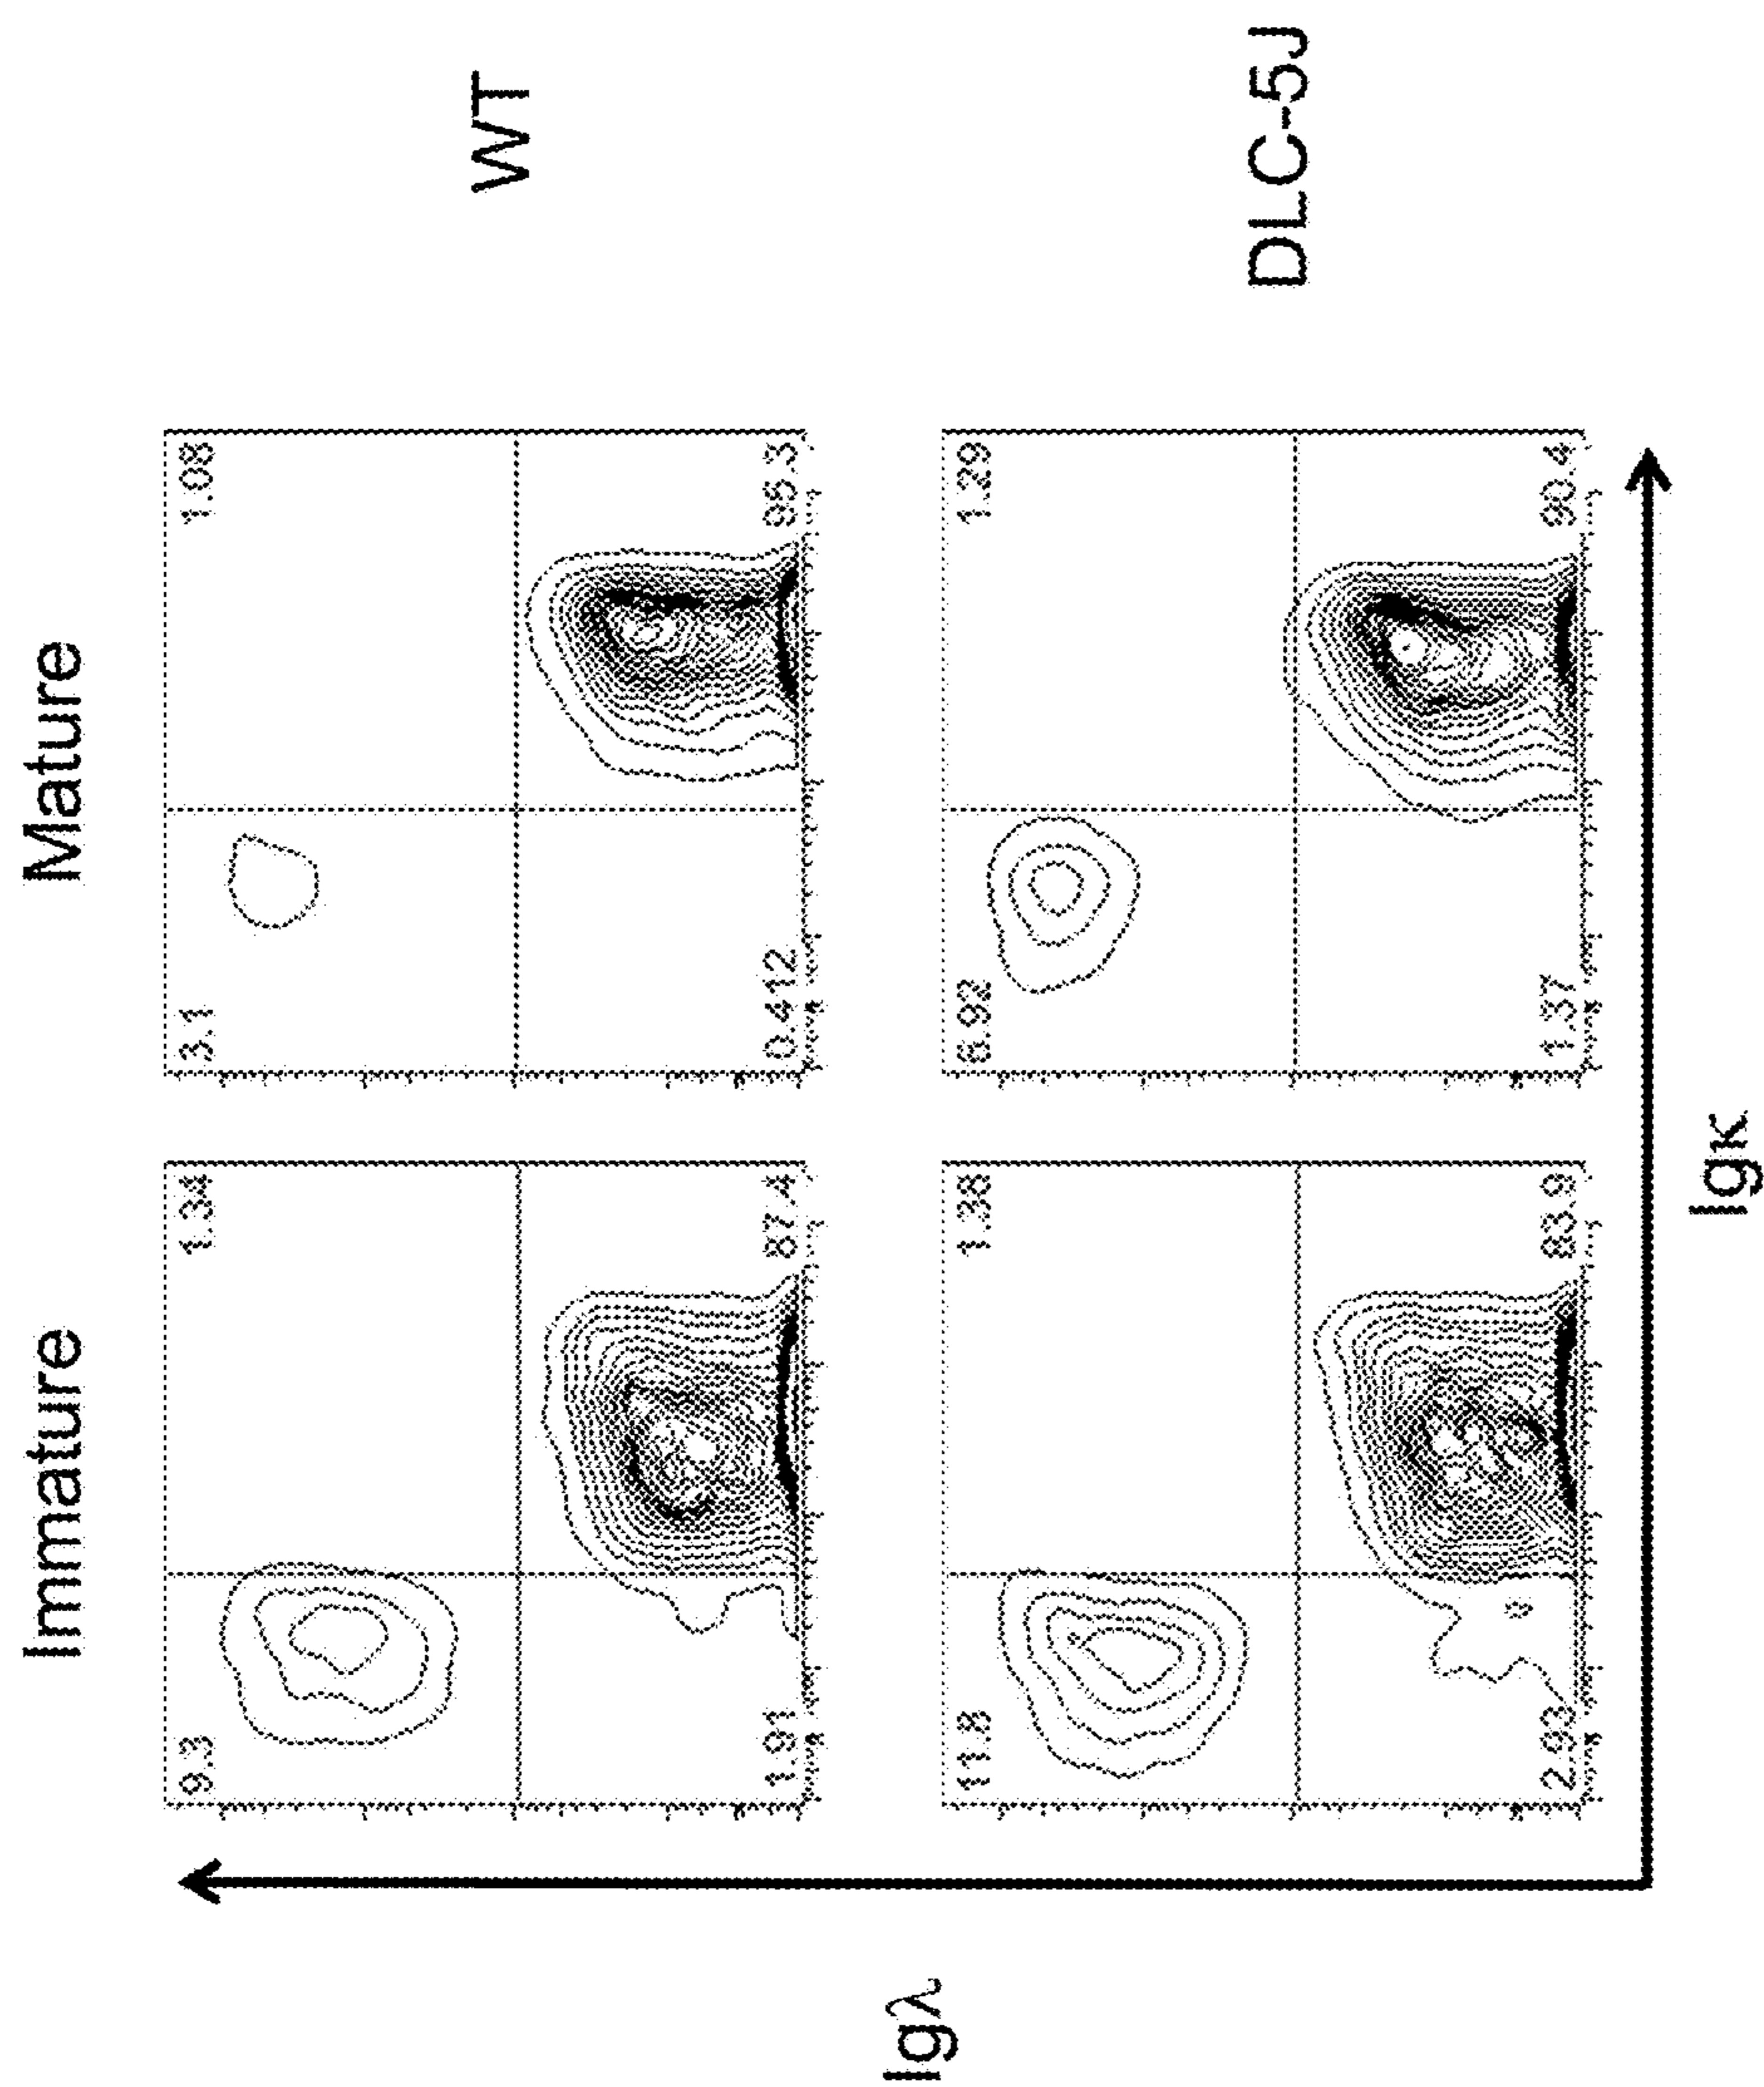 Immature Mature
9.3 1.34 3.1 1.08
WT
1.91 87.4 0.412 95.3
Igλ
11.8 1.38 6.92 1.29
DLC-5J
2.93 83.9 1.37 90.4
Igκ